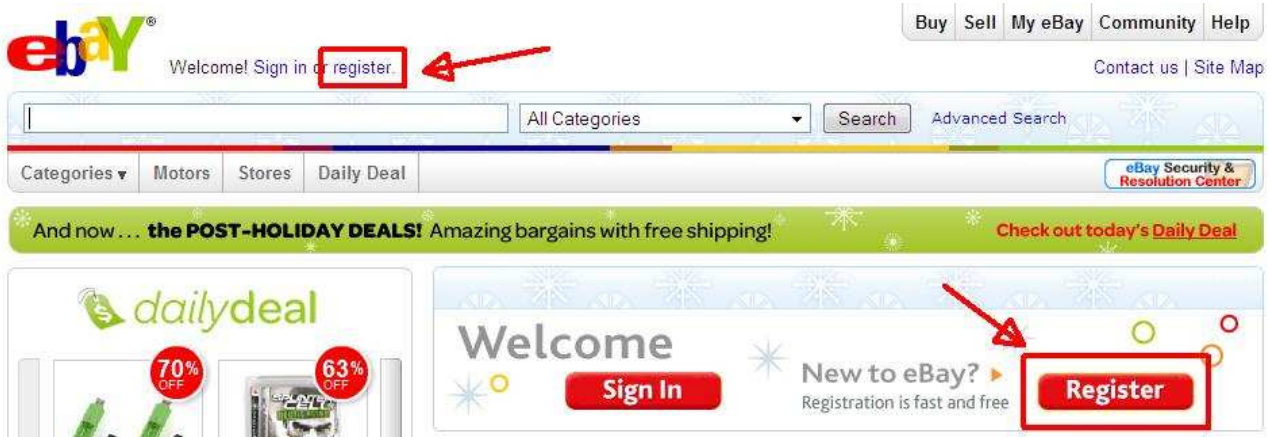 ebaY®
Buy Sell My eBay Community Help
Welcome! Sign in or register.
Contact us | Site Map
All Categories
Search
Advanced Search
Categories
Motors
Stores
Daily Deal
eBay Security &
Resolution Center
And now... the POST-HOLIDAY DEALS! Amazing bargains with free shipping!
Check out today's Daily Deal
dailydeal
70%
OFF
63%
OFF
SPLINTER
CELL
Welcome
Sign In
New to eBay?
Registration is fast and free
Register